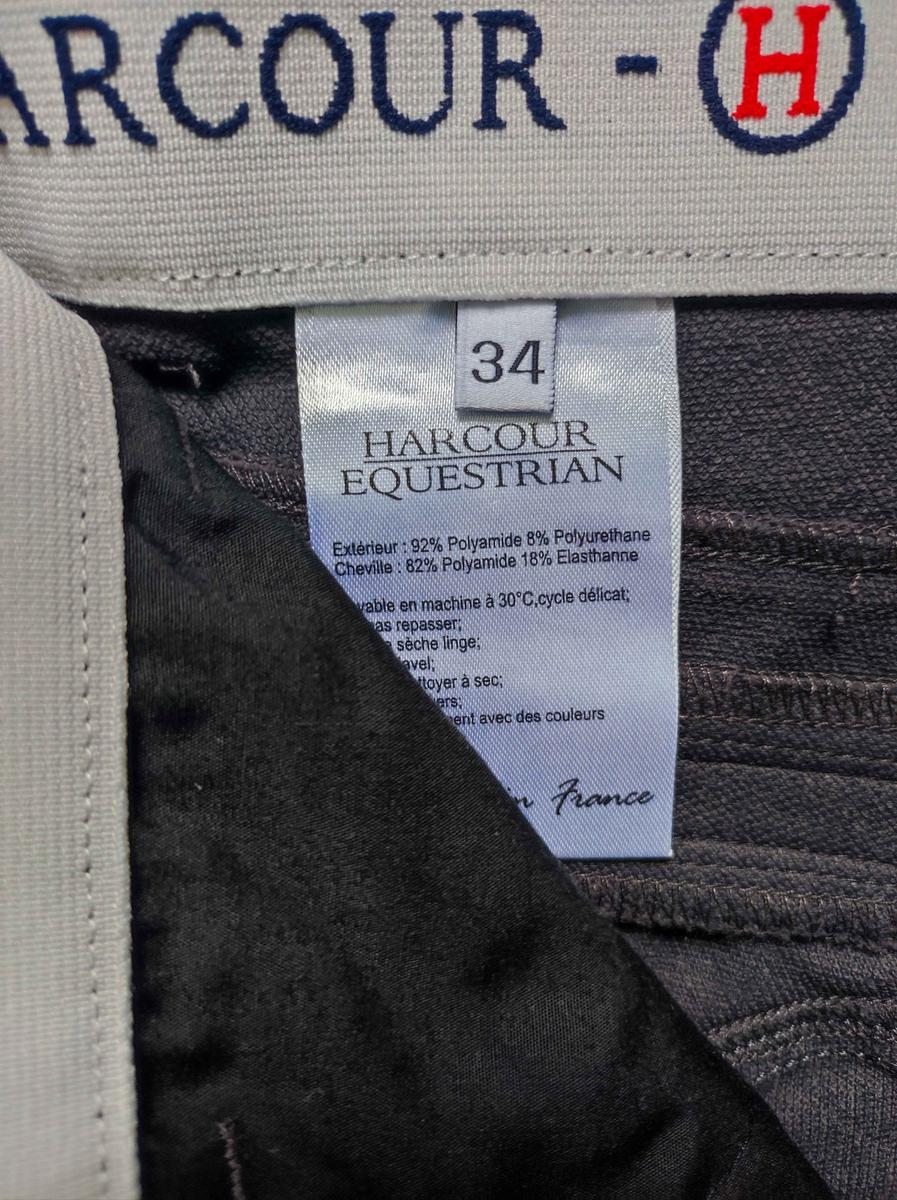 ARCOUR - H
34
HARCOUR
EQUESTRIAN
Extérieur : 92% Polyamide 8% Polyurethane
Cheville : 82% Polyamide 18% Elasthanne
en machine à 30°C,cycle délicat;
repasser;
sèche linge;
à sec;
avec des couleurs
France